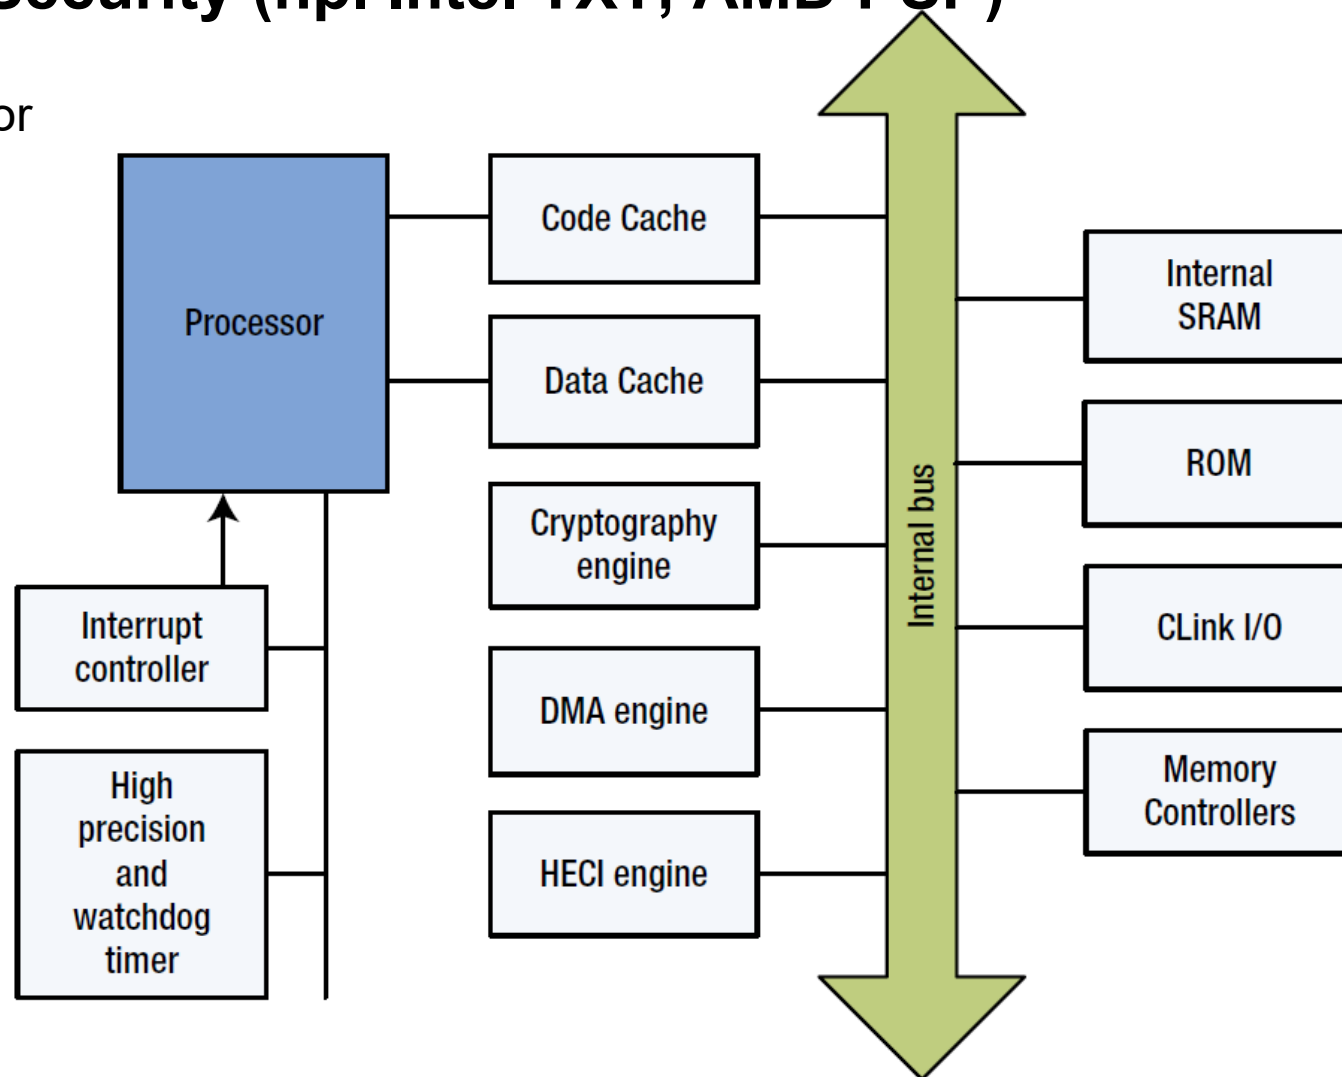 or
Processor
Code Cache
Data Cache
Cryptography
engine
DMA engine
HECI engine
Interrupt
controller
High
precision
and
watchdog
timer
Internal bus
Internal
SRAM
ROM
CLink I/O
Memory
Controllers